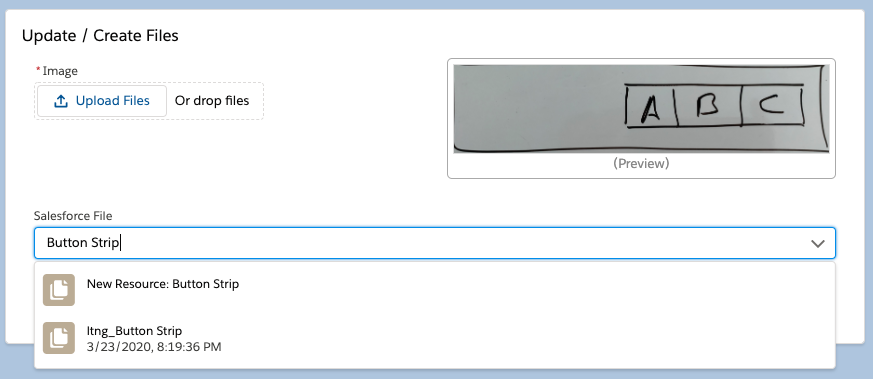 Update / Create Files
* Image
Upload Files Or drop files
A B C
(Preview)
Salesforce File
Button Strip
New Resource: Button Strip
ltng_Button Strip
3/23/2020, 8:19:36 PM